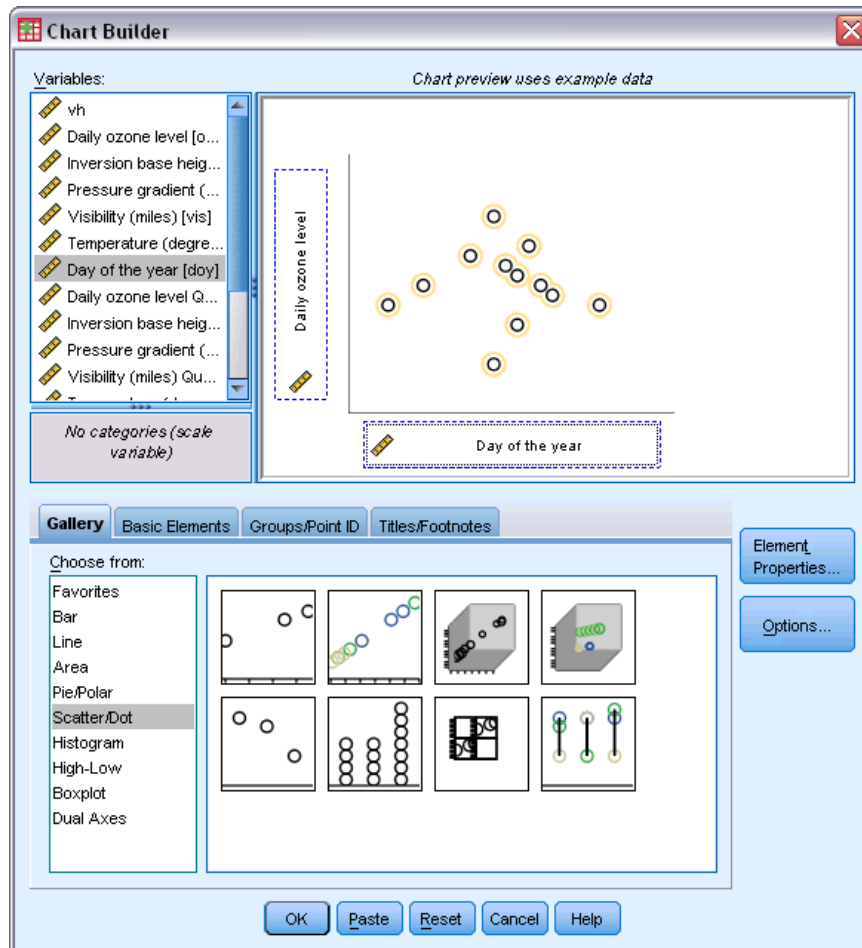 Chart Builder
Variables:
Chart preview uses example data
vh
Daily ozone level [o...
Inversion base heig...
Pressure gradient (...
Visibility (miles) [vis]
Temperature (degre...
Day of the year [doy]
Daily ozone level Q...
Inversion base heig...
Pressure gradient (...
Visibility (miles) Qu...
No categories (scale
variable)
Daily ozone level
Day of the year
Gallery
Basic Elements
Groups/Point ID
Titles/Footnotes
Choose from:
Favorites
Bar
Line
Area
Pie/Polar
Scatter/Dot
Histogram
High-Low
Boxplot
Dual Axes
Element
Properties...
Options...
OK
Paste
Reset
Cancel
Help